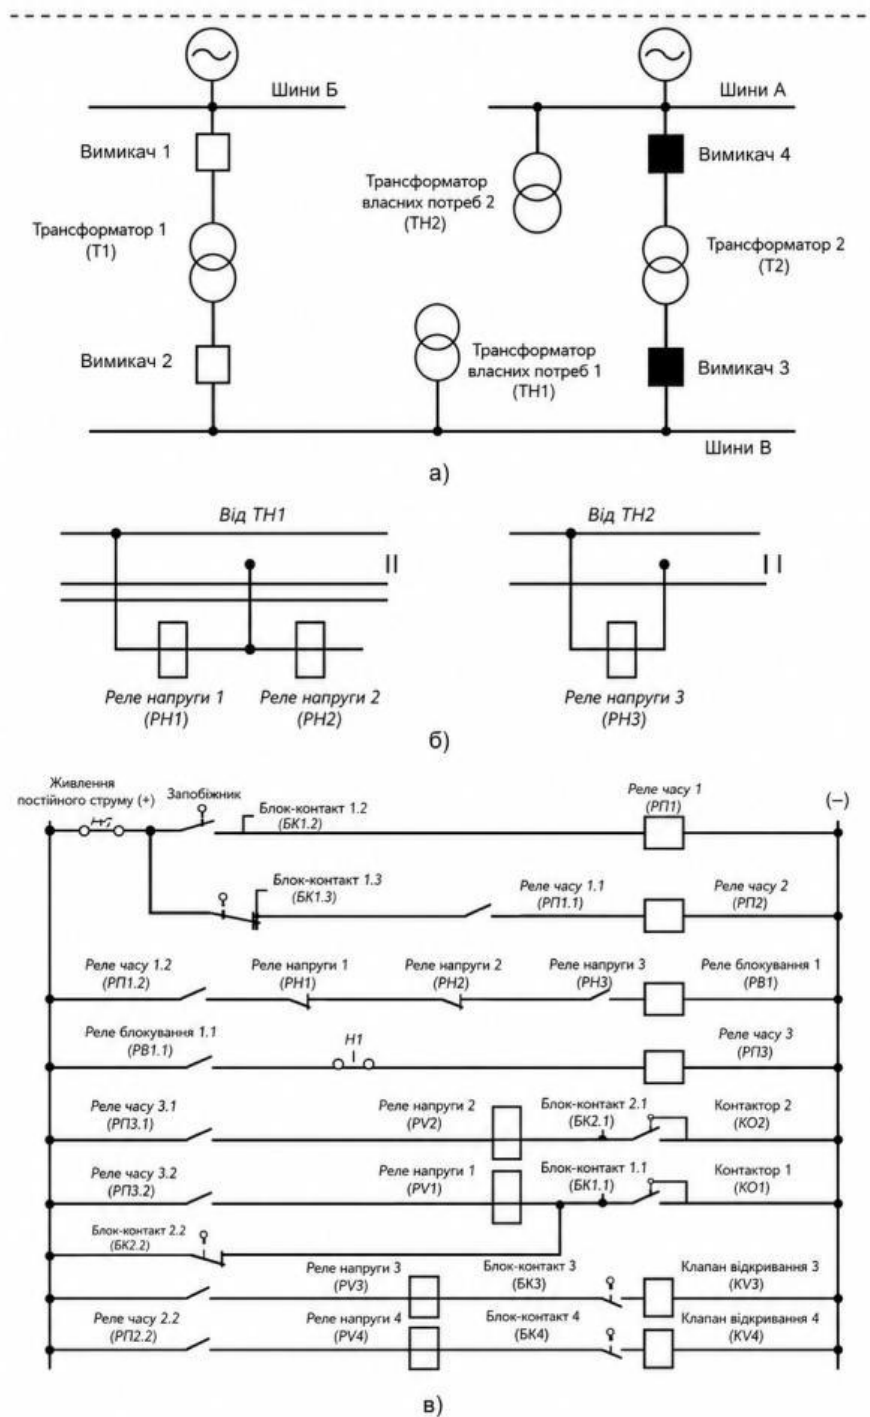 Шини Б
Шини А
Вимикач 1
Вимикач 4
Трансформатор
власних потреб 2
(ТН2)
Трансформатор 1
(Т1)
Трансформатор 2
(Т2)
Вимикач 2
Трансформатор
власних потреб 1
(ТН1)
Вимикач 3
Шини В
а)
Від ТН1
Від ТН2
Реле напруги 1
(РН1)
Реле напруги 2
(РН2)
Реле напруги 3
(РН3)
б)
Живлення
постійного струму (+)
Запобіжник
Блок-контакт 1.2
(БК1.2)
Реле часу 1
(РП1)
(–)
Блок-контакт 1.3
(БК1.3)
Реле часу 1.1
(РП1.1)
Реле часу 2
(РП2)
Реле часу 1.2
(РП1.2)
Реле напруги 1
(РН1)
Реле напруги 2
(РН2)
Реле напруги 3
(РН3)
Реле блокування 1
(РВ1)
Реле блокування 1.1
(РВ1.1)
Н1
Реле часу 3
(РП3)
Реле часу 3.1
(РП3.1)
Реле напруги 2
(PV2)
Блок-контакт 2.1
(БК2.1)
Контактор 2
(КО2)
Реле часу 3.2
(РП3.2)
Реле напруги 1
(PV1)
Блок-контакт 1.1
(БК1.1)
Контактор 1
(КО1)
Блок-контакт 2.2
(БК2.2)
Реле напруги 3
(PV3)
Блок-контакт 3
(БК3)
Клапан відкривання 3
(KV3)
Реле часу 2.2
(РП2.2)
Реле напруги 4
(PV4)
Блок-контакт 4
(БК4)
Клапан відкривання 4
(KV4)
в)